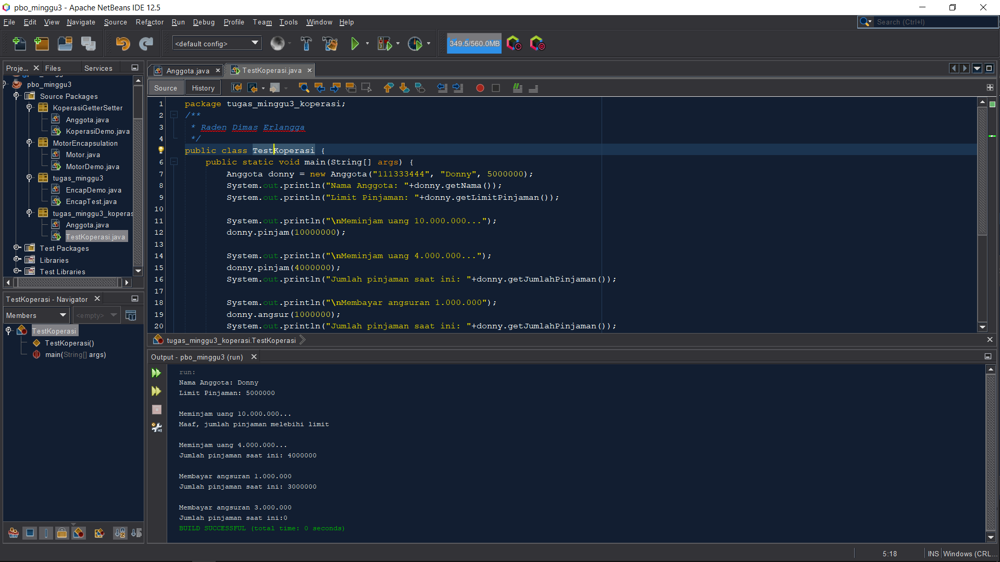 pbo_minggu3 - Apache NetBeans IDE 12.5
File Edit View Navigate Source Refactor Run Debug Profile Team Tools Window Help
Search (Ctrl+I)
<default config>
349.5/560.0MB
Proje... Files Services
pbo_minggu3
Source Packages
KoperasiGetterSetter
Anggota.java
KoperasiDemo.java
MotorEncapsulation
Motor.java
MotorDemo.java
tugas_minggu3
EncapDemo.java
EncapTest.java
tugas_minggu3_koperas
Anggota.java
TestKoperasi.java
Test Packages
Libraries
Test Libraries
TestKoperasi - Navigator
Members <empty>
TestKoperasi
TestKoperasi()
main(String[] args)
Anggota.java TestKoperasi.java
Source History
1 package tugas_minggu3_koperasi;
2 /**
3 * Raden Dimas Erlangga
4 */
public class TestKoperasi {
6 public static void main(String[] args) {
7 Anggota donny = new Anggota("111333444", "Donny", 5000000);
8 System.out.println("Nama Anggota: "+donny.getNama());
9 System.out.println("Limit Pinjaman: "+donny.getLimitPinjaman());
10
11 System.out.println("\nMeminjam uang 10.000.000...");
12 donny.pinjam(10000000);
13
14 System.out.println("\nMeminjam uang 4.000.000...");
15 donny.pinjam(4000000);
16 System.out.println("Jumlah pinjaman saat ini: "+donny.getJumlahPinjaman());
17
18 System.out.println("\nMembayar angsuran 1.000.000");
19 donny.angsur(1000000);
20 System.out.println("Jumlah pinjaman saat ini: "+donny.getJumlahPinjaman());
tugas_minggu3_koperasi.TestKoperasi
Output - pbo_minggu3 (run)
run:
Nama Anggota: Donny
Limit Pinjaman: 5000000
Meminjam uang 10.000.000...
Maaf, jumlah pinjaman melebihi limit
Meminjam uang 4.000.000...
Jumlah pinjaman saat ini: 4000000
Membayar angsuran 1.000.000
Jumlah pinjaman saat ini: 3000000
Membayar angsuran 3.000.000
Jumlah pinjaman saat ini:0
BUILD SUCCESSFUL (total time: 0 seconds)
5:18 INS Windows (CRL...